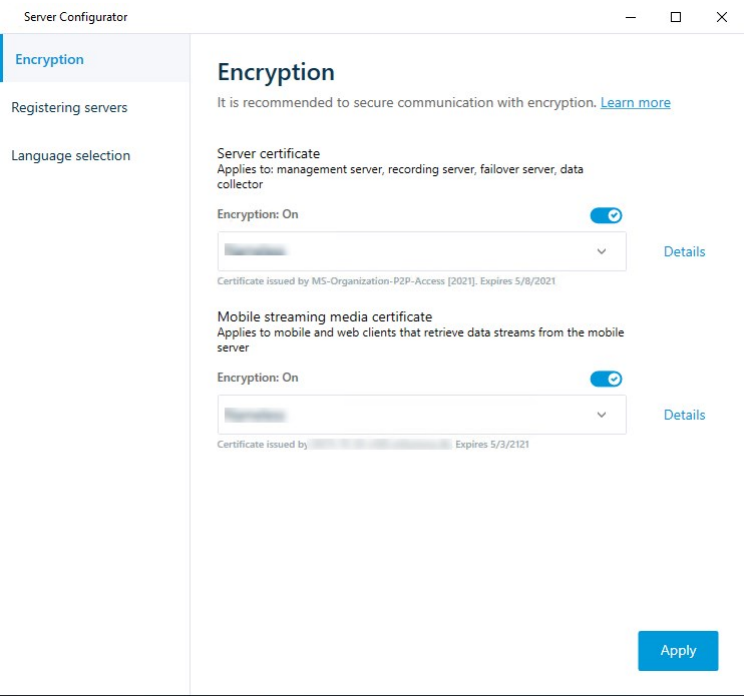 Server Configurator
Encryption
Registering servers
Language selection
Encryption
It is recommended to secure communication with encryption. Learn more
Server certificate
Applies to: management server, recording server, failover server, data
collector
Encryption: On
Details
Certificate issued by MS-Organization-P2P-Access [2021]. Expires 5/8/2021
Mobile streaming media certificate
Applies to mobile and web clients that retrieve data streams from the mobile
server
Encryption: On
Details
Certificate issued by Expires 5/3/2121
Apply